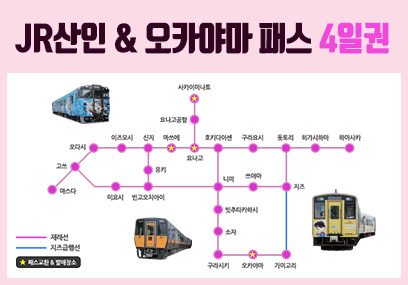 JR산인 & 오카야마 패스 4일권
사카이미나토
요나고공항
오다시 이즈모시 신지 마쓰에 요나고 호키다이센 구라요시 돗토리 히가시하마 하마사카
고쓰
마스다
유키
미요시 빈고오치아이
니미 쓰야마 지즈
빗추타카하시
소자
구라시키 오카야마 가미고리
재래선
지즈급행선
★ 패스교환 & 발매장소